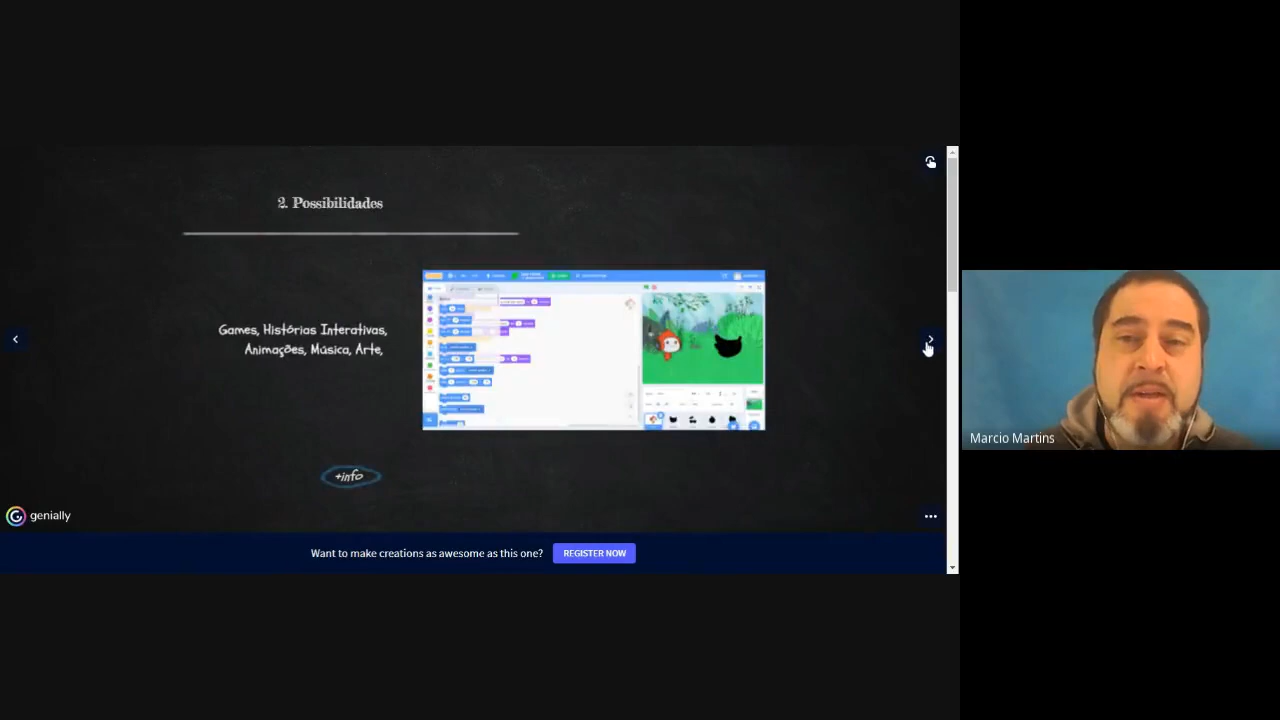 2. Possibilidades
Games, Histórias Interativas,
Animações, Música, Arte,
+info
genially
Want to make creations as awesome as this one?
REGISTER NOW
Marcio Martins